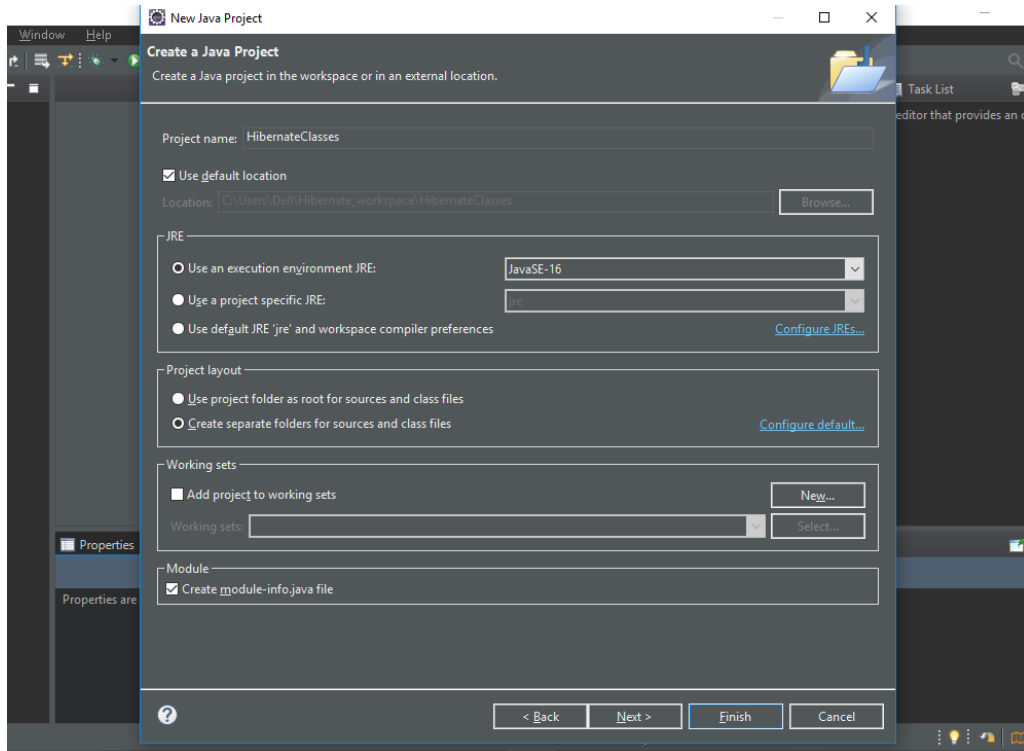 New Java Project
Window Help
Create a Java Project
Create a Java project in the workspace or in an external location.
Task List
editor that provides an
Project name: HibernateClasses
Use default location
Location: C:\Users\Dell\Hibernate_workspace\HibernateClasses Browse...
JRE
Use an execution environment JRE: JavaSE-16
Use a project specific JRE: jre
Use default JRE 'jre' and workspace compiler preferences Configure JREs...
Project layout
Use project folder as root for sources and class files
Create separate folders for sources and class files Configure default...
Working sets
Add project to working sets New...
Working sets: Select...
Properties
Module
Create module-info.java file
Properties are
< Back Next > Finish Cancel